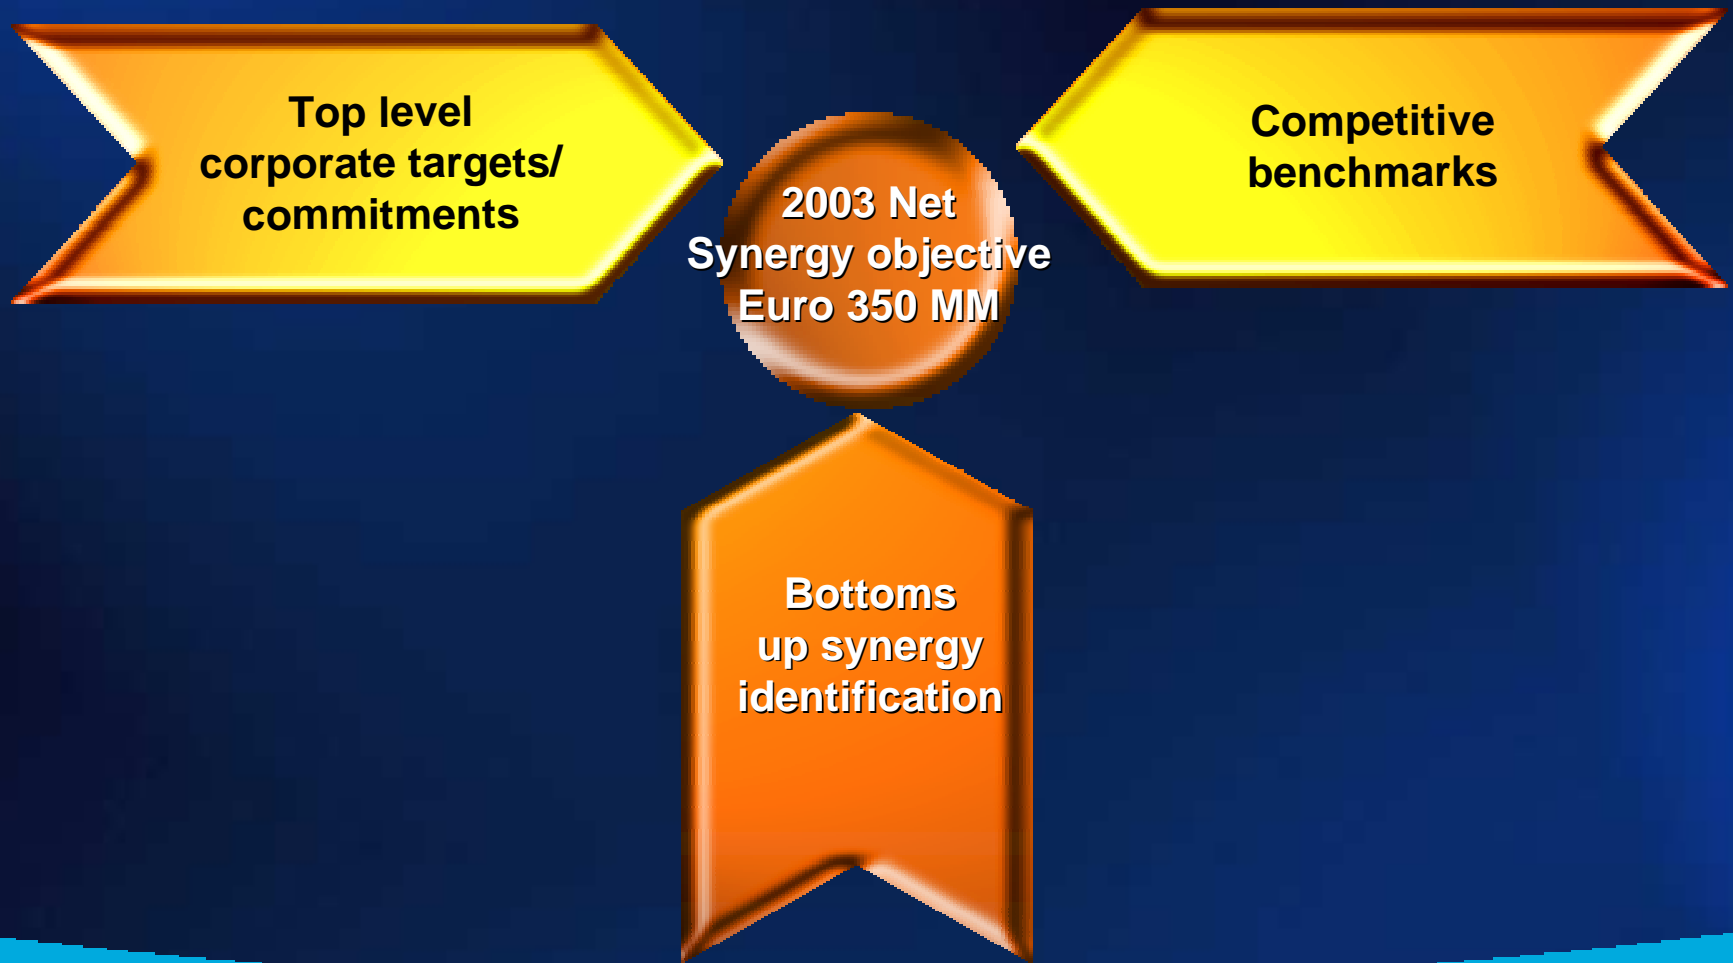 Top level
corporate targets/
commitments
2003 Net
Synergy objective
Euro 350 MM
Competitive
benchmarks
Bottoms
up synergy
identification